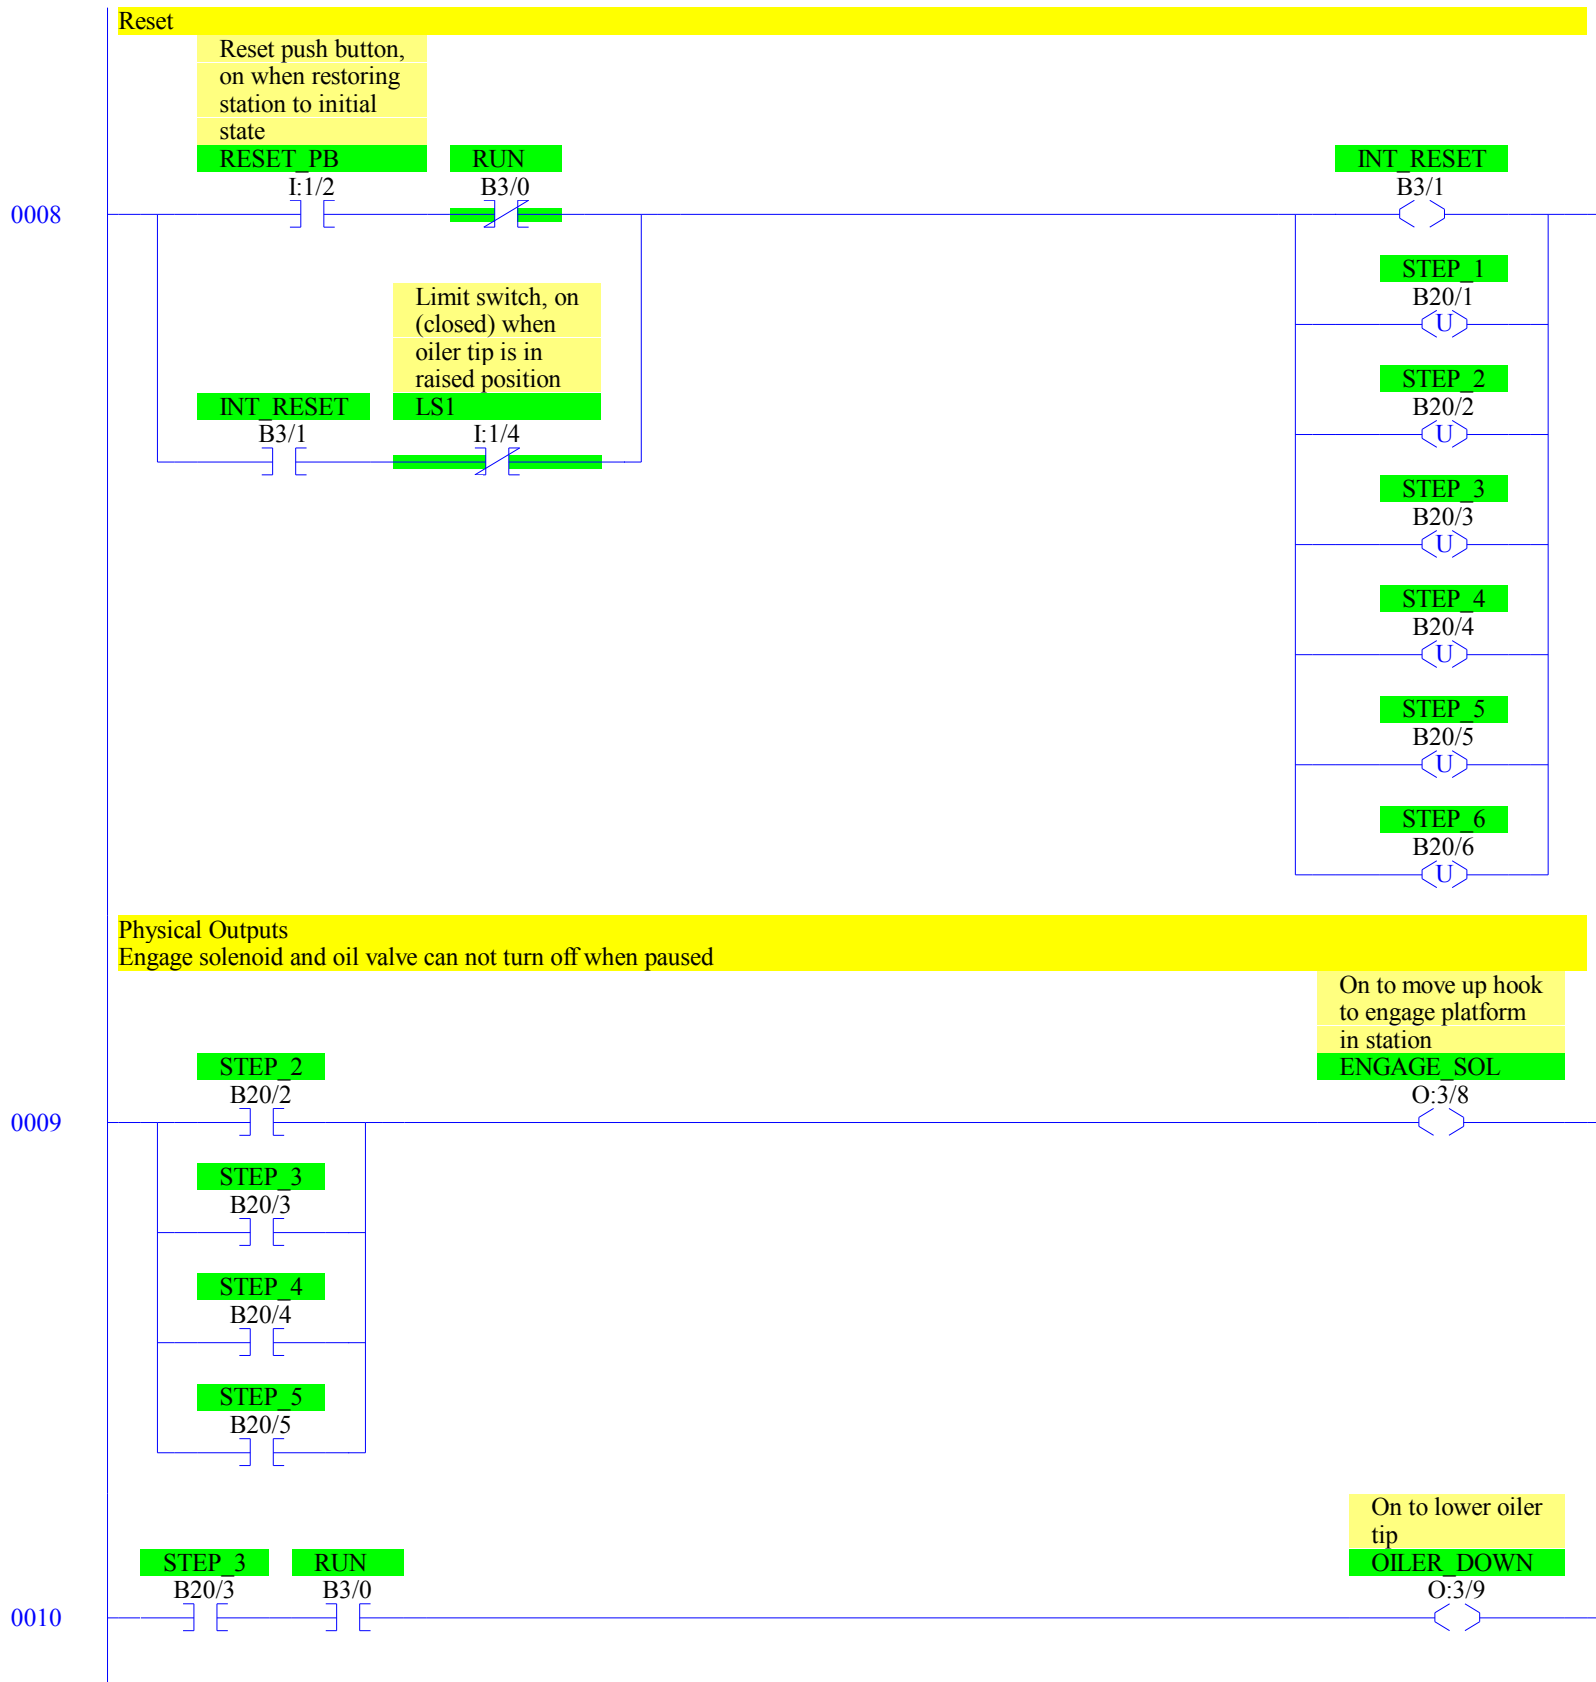 Reset
Reset push button,
on when restoring
station to initial
state
RESET_PB
I:1/2
RUN
B3/0
INT_RESET
B3/1
0008
STEP_1
B20/1
U
Limit switch, on
(closed) when
oiler tip is in
raised position
INT_RESET
B3/1
LS1
I:1/4
STEP_2
B20/2
U
STEP_3
B20/3
U
STEP_4
B20/4
U
STEP_5
B20/5
U
STEP_6
B20/6
U
Physical Outputs
Engage solenoid and oil valve can not turn off when paused
On to move up hook
to engage platform
in station
ENGAGE_SOL
O:3/8
STEP_2
B20/2
0009
STEP_3
B20/3
STEP_4
B20/4
STEP_5
B20/5
On to lower oiler
tip
OILER_DOWN
O:3/9
STEP_3
B20/3
RUN
B3/0
0010